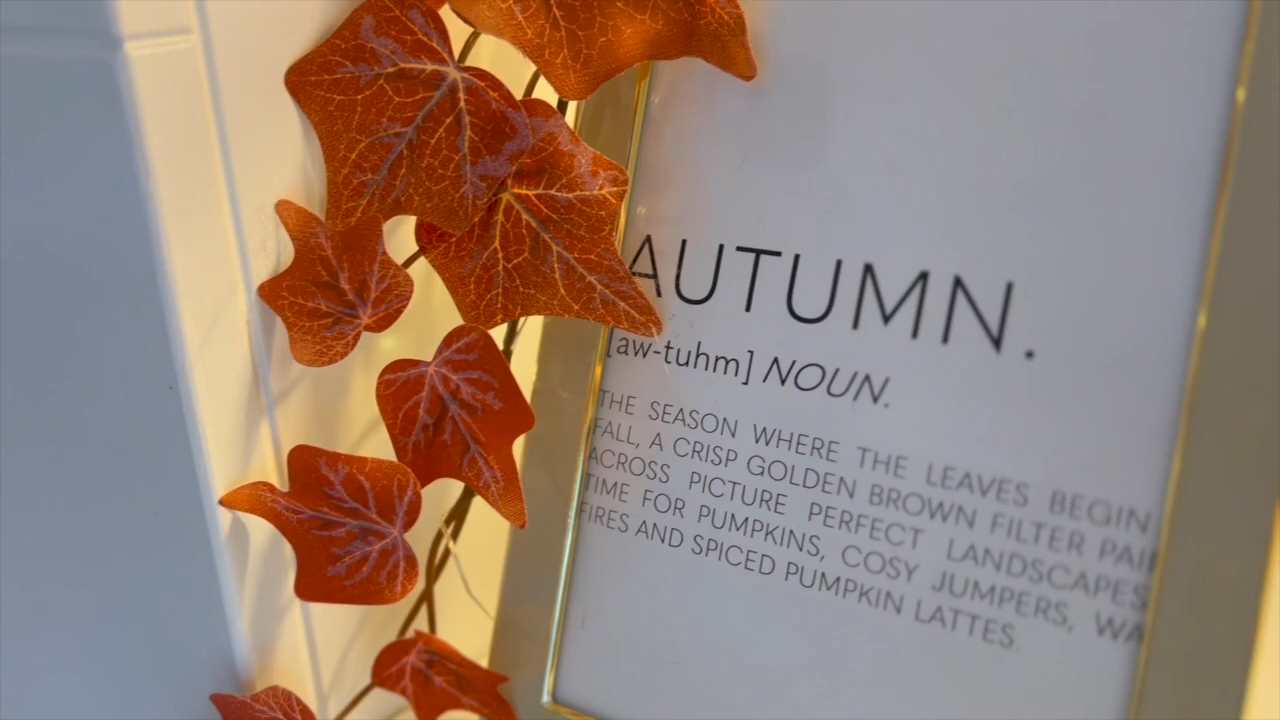 AUTUMN.
[aw-tuhm] NOUN.
THE SEASON WHERE THE LEAVES BEGIN
FALL, A CRISP GOLDEN BROWN FILTER
ACROSS PICTURE PERFECT LANDSCAPES
TIME FOR PUMPKINS, COSY JUMPERS,
FIRES AND SPICED PUMPKIN LATTES.